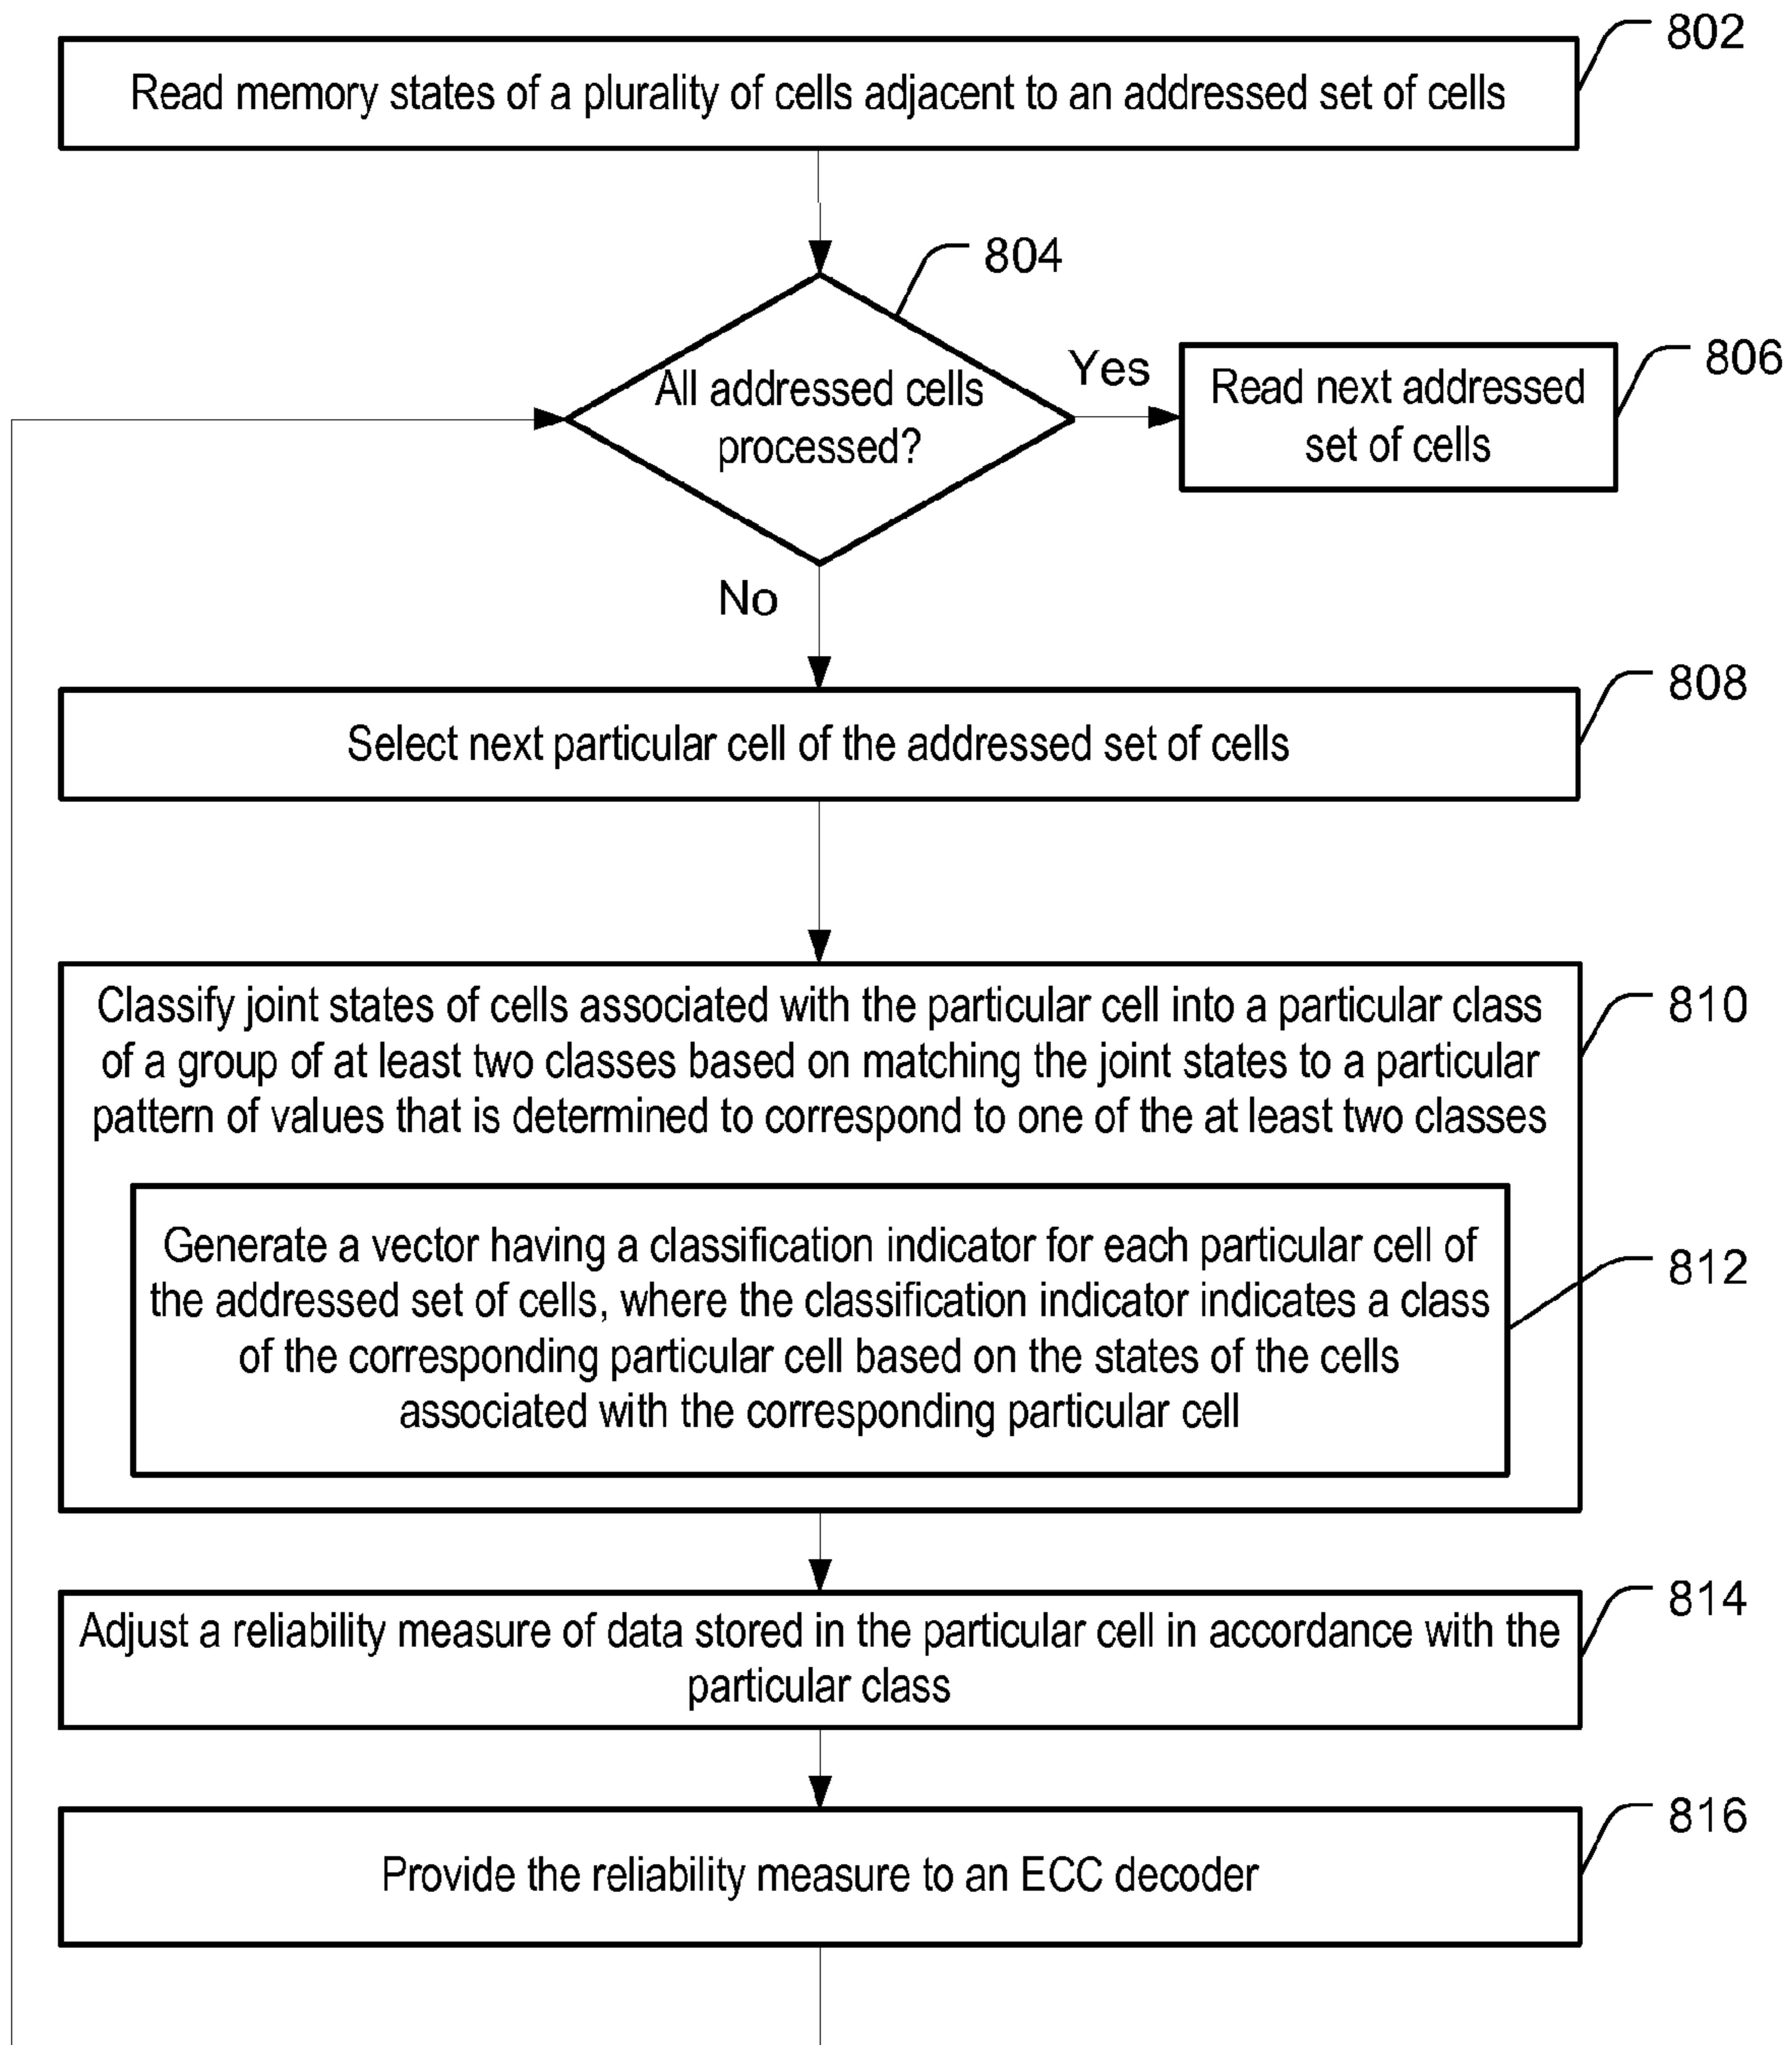 802
Read memory states of a plurality of cells adjacent to an addressed set of cells
804
All addressed cells
processed?
Yes
806
Read next addressed
set of cells
No
808
Select next particular cell of the addressed set of cells
810
Classify joint states of cells associated with the particular cell into a particular class
of a group of at least two classes based on matching the joint states to a particular
pattern of values that is determined to correspond to one of the at least two classes
812
Generate a vector having a classification indicator for each particular cell of
the addressed set of cells, where the classification indicator indicates a class
of the corresponding particular cell based on the states of the cells
associated with the corresponding particular cell
814
Adjust a reliability measure of data stored in the particular cell in accordance with the
particular class
816
Provide the reliability measure to an ECC decoder